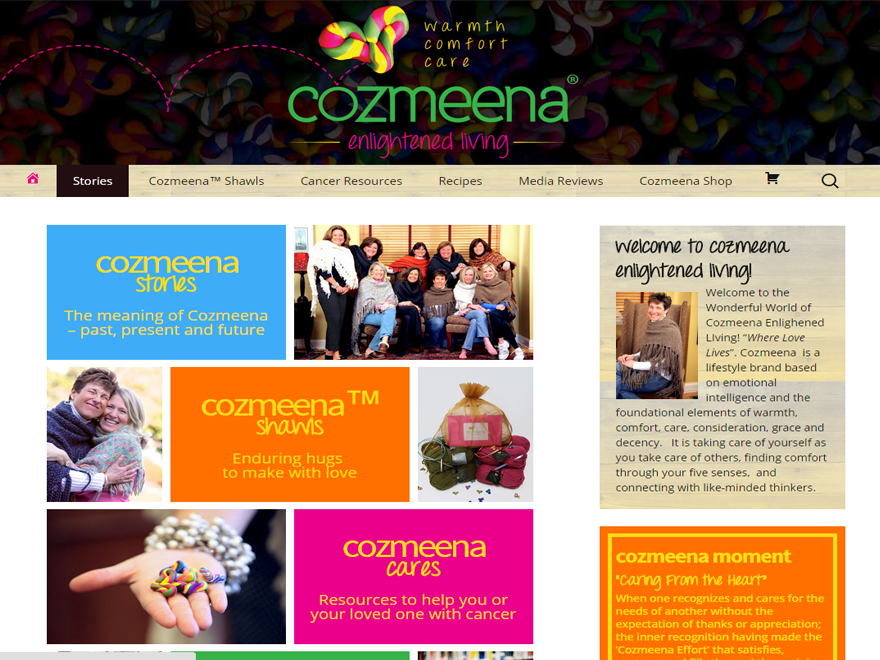 warmth
comfort
care
cozmeena®
enlightened living
Stories Cozmeena™ Shawls Cancer Resources Recipes Media Reviews Cozmeena Shop
cozmeena
stories
The meaning of Cozmeena
– past, present and future
cozmeena™
shawls
Enduring hugs
to make with love
cozmeena
cares
Resources to help you or
your loved one with cancer
Welcome to cozmeena
enlightened living!
Welcome to the
Wonderful World of
Cozmeena Enlighened
LIving! "Where Love
Lives". Cozmeena is a
lifestyle brand based
on emotional
intelligence and the
foundational elements of warmth,
comfort, care, consideration, grace and
decency. It is taking care of yourself as
you take care of others, finding comfort
through your five senses, and
connecting with like-minded thinkers.
cozmeena moment
"Caring From the Heart"
When one recognizes and cares for the
needs of another without the
expectation of thanks or appreciation;
the inner recognition having made the
'Cozmeena Effort' that satisfies,